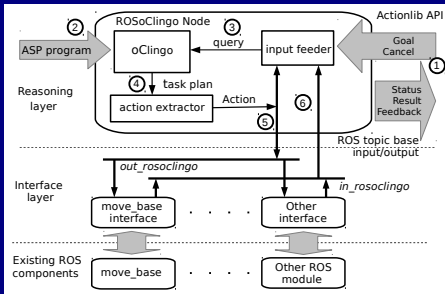 ROSoClingo Node
Actionlib API
②
③
ASP program
oClingo
query
input feeder
Goal
Cancel
①
④
task plan
Reasoning
layer
action extractor
Action
⑤
⑥
Status
Result
Feedback
ROS topic base
input/output
out_rosoclingo
in_rosoclingo
Interface
layer
move_base
interface
. . . .
Other
interface
Existing ROS
components
move_base
. . . .
Other ROS
module